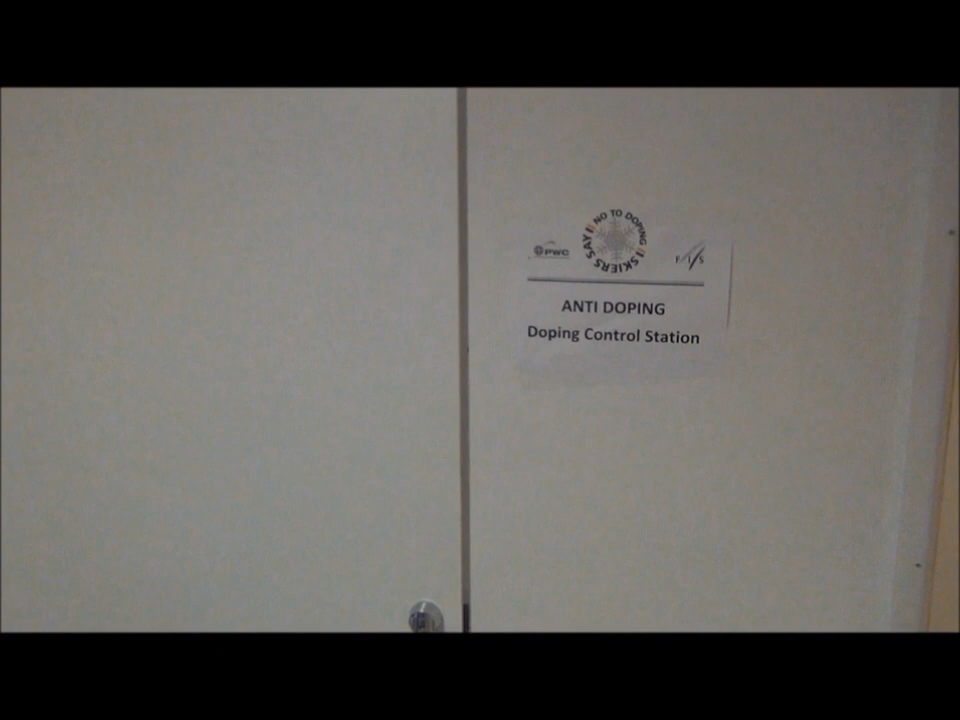 SKIERS SAY NO TO DOPING
PWC
FIS
ANTI DOPING
Doping Control Station